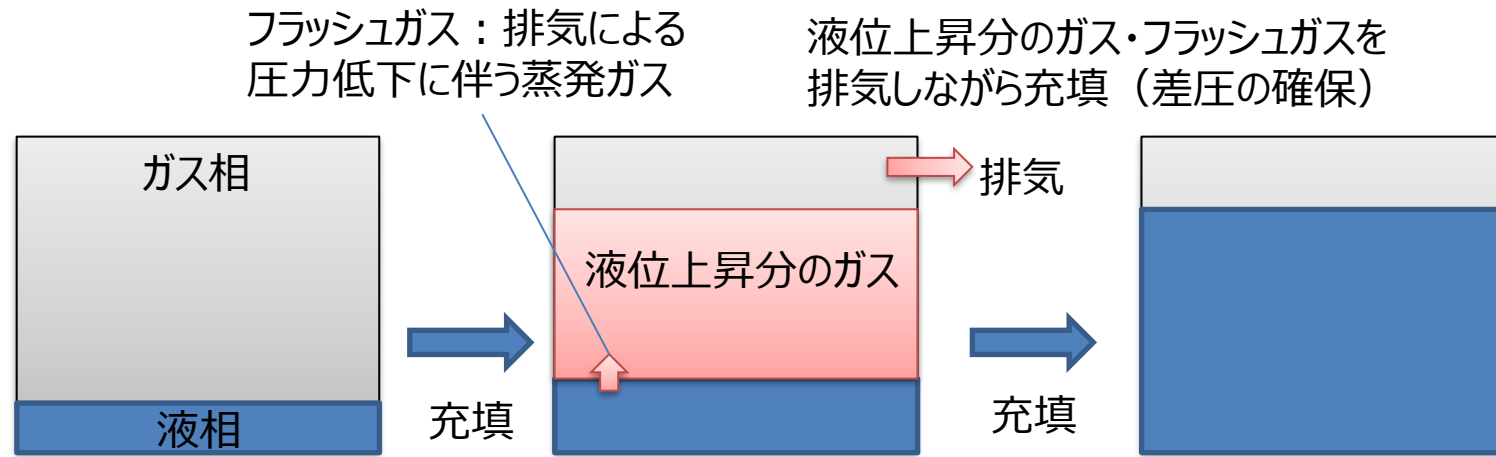 フラッシュガス：排気による
圧力低下に伴う蒸発ガス
液位上昇分のガス・フラッシュガスを
排気しながら充填（差圧の確保）
ガス相
液相
充填
排気
液位上昇分のガス
充填